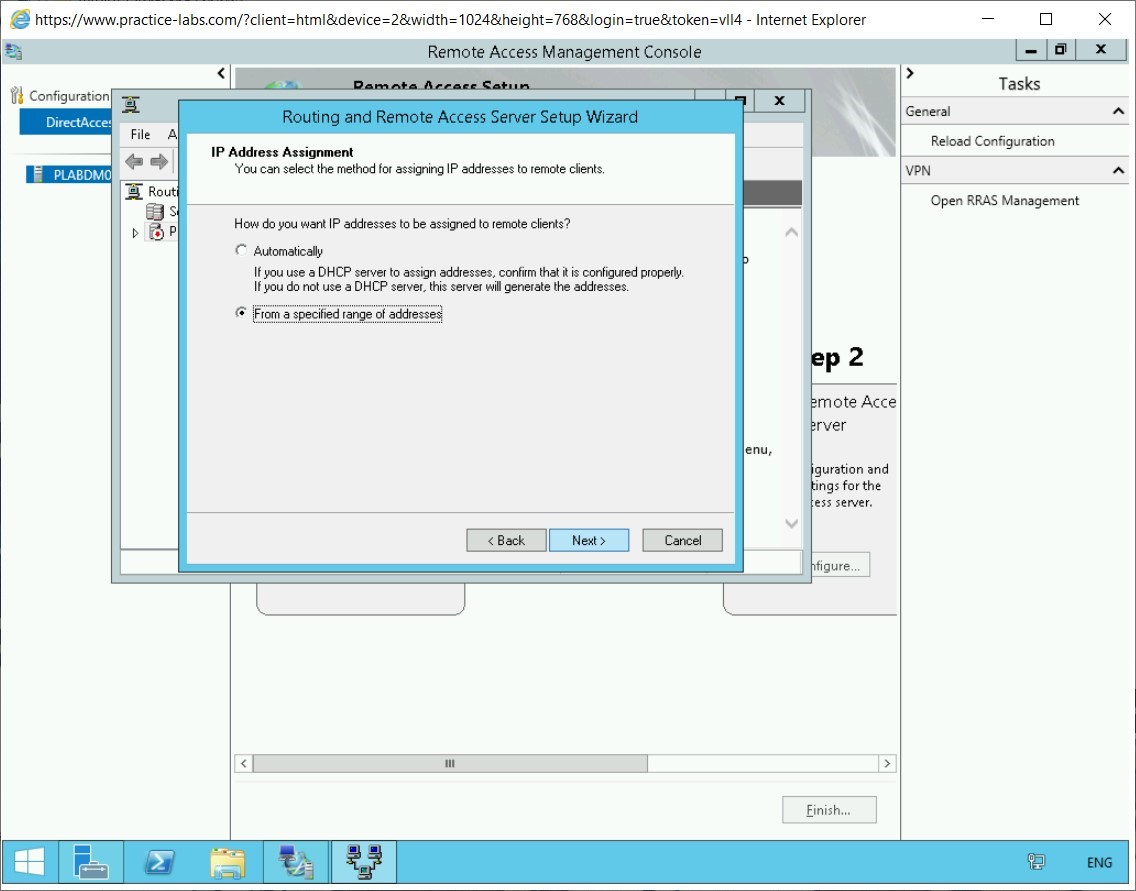 https://www.practice-labs.com/?client=html&device=2&width=1024&height=768&login=true&token=vll4 - Internet Explorer
Remote Access Management Console
Configuration
DirectAcces
PLABDM0
Remote Access Setup
File A
Routi
Se
P
Routing and Remote Access Server Setup Wizard
IP Address Assignment
You can select the method for assigning IP addresses to remote clients.
How do you want IP addresses to be assigned to remote clients?
Automatically
If you use a DHCP server to assign addresses, confirm that it is configured properly.
If you do not use a DHCP server, this server will generate the addresses.
From a specified range of addresses
< Back
Next >
Cancel
enu,
ep 2
emote Acce
erver
iguration and
tings for the
ess server.
nfigure...
Finish...
Tasks
General
Reload Configuration
VPN
Open RRAS Management
ENG